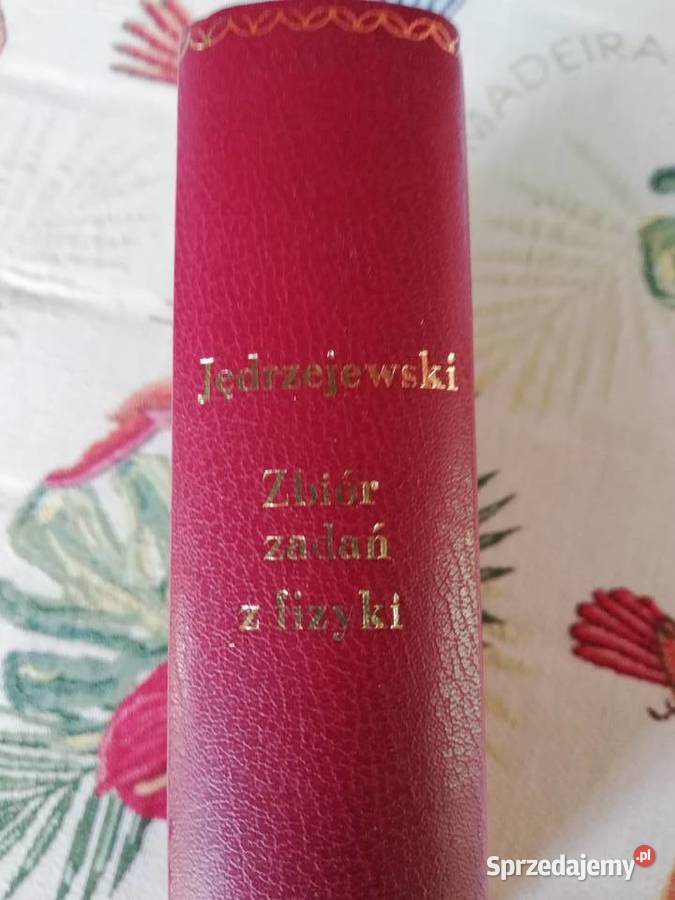 MADEIRA
Jędrzejewski
Zbiór
zadań
z fizyki
Sprzedajemy.pl